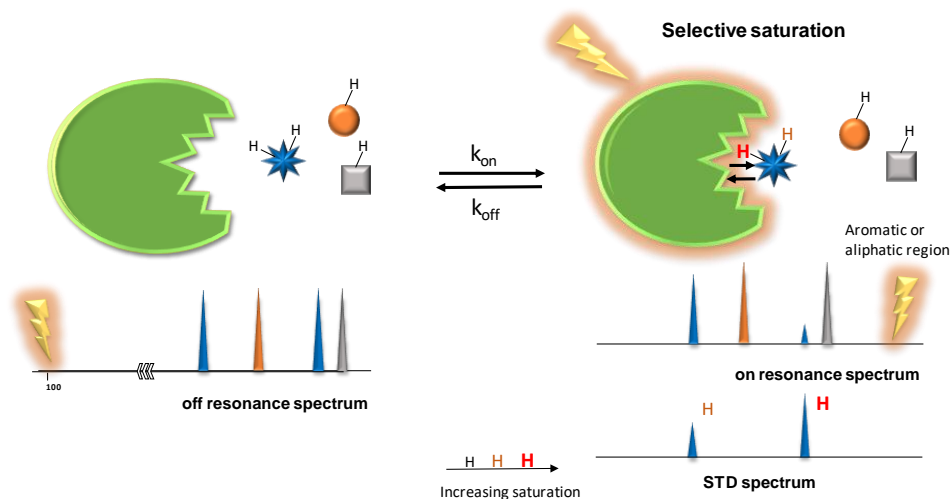 Selective saturation
H
H
H
H
k_on
k_off
H
H
H
H
Aromatic or
aliphatic region
100
off resonance spectrum
on resonance spectrum
H
H
H H H
Increasing saturation
STD spectrum